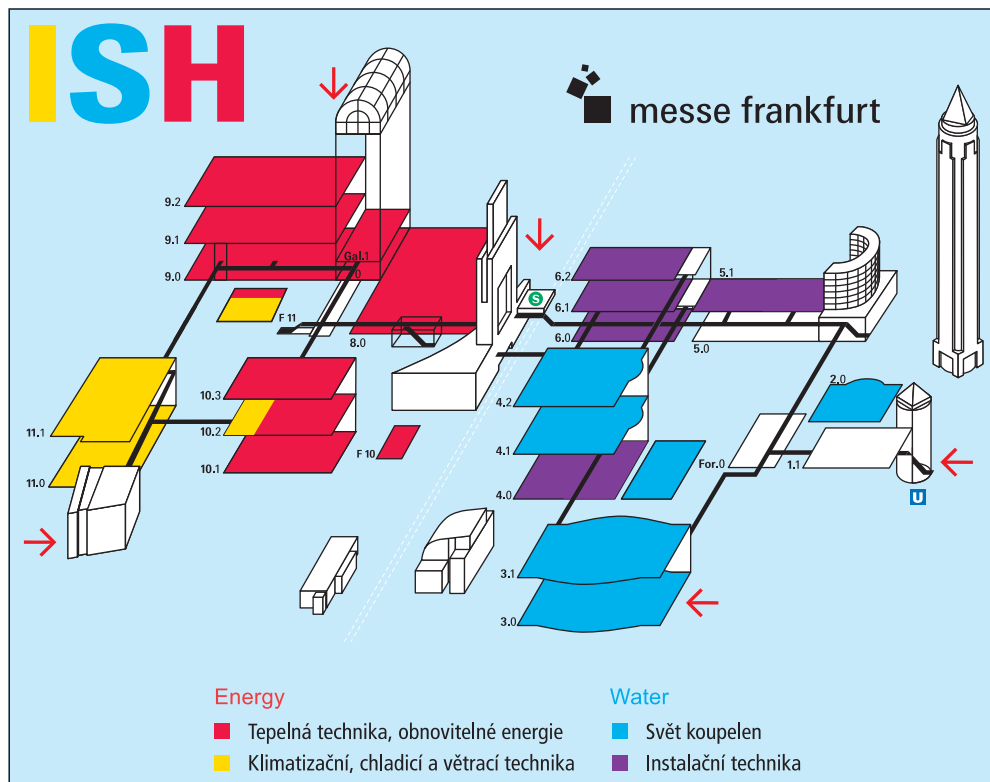 ISH
messe frankfurt
9.2
9.1
9.0
Gal.1
0
F 11
8.0
S
6.2
6.1
6.0
5.1
5.0
11.1
11.0
10.3
10.2
10.1
F 10
4.2
4.1
4.0
For.0
2.0
1.1
U
3.1
3.0
Energy
Tepelná technika, obnovitelné energie
Klimatizační, chladicí a větrací technika
Water
Svět koupelen
Instalační technika